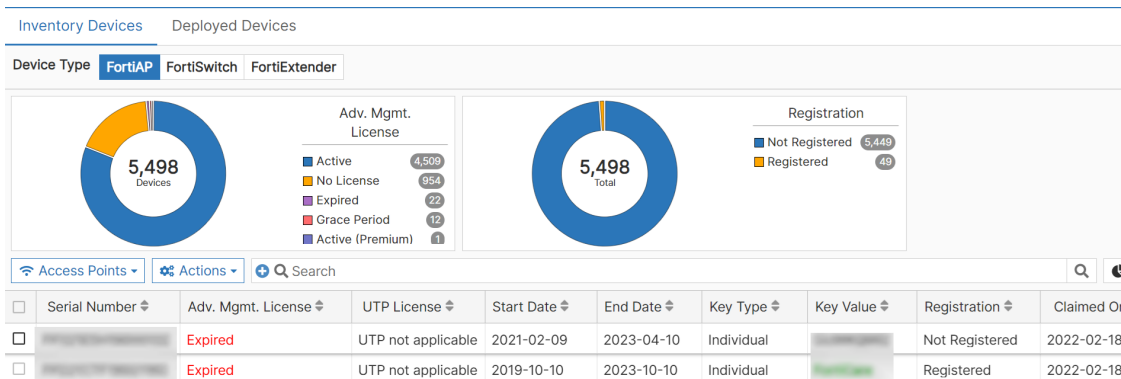 Inventory Devices Deployed Devices
Device Type FortiAP FortiSwitch FortiExtender
5,498
Devices
Adv. Mgmt.
License
Active 4,509
No License 954
Expired 22
Grace Period 12
Active (Premium) 1
5,498
Total
Registration
Not Registered 5,449
Registered 49
Access Points Actions Search
Serial Number Adv. Mgmt. License UTP License Start Date End Date Key Type Key Value Registration Claimed O
Expired UTP not applicable 2021-02-09 2023-04-10 Individual Not Registered 2022-02-18
Expired UTP not applicable 2019-10-10 2023-10-10 Individual Registered 2022-02-18